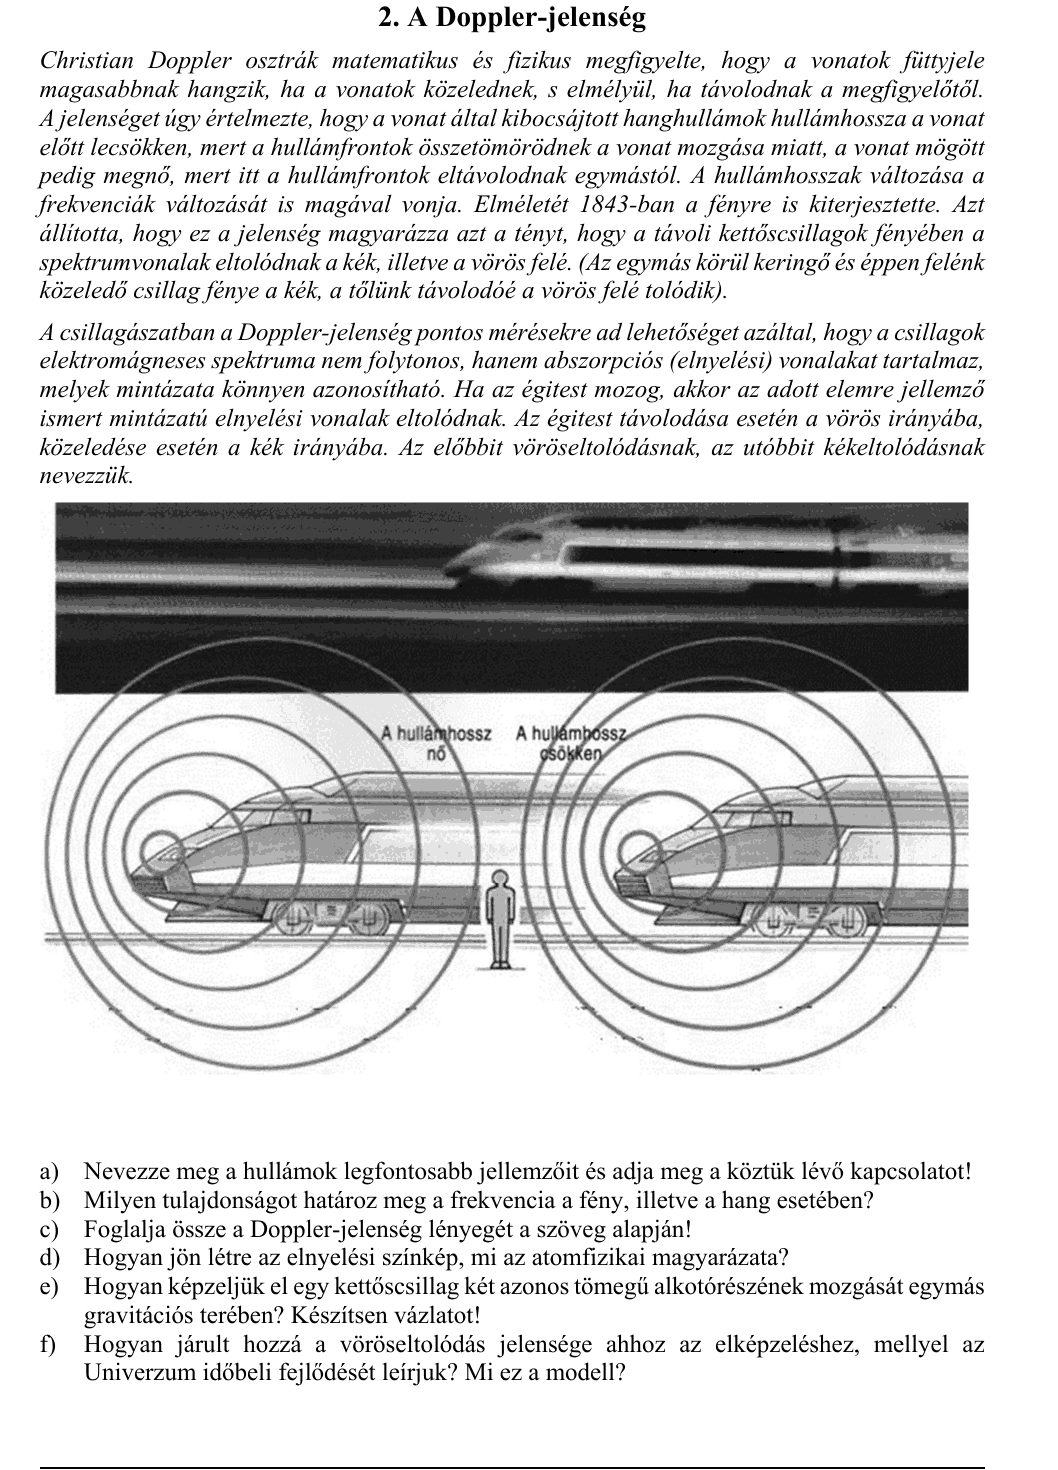 2. A Doppler-jelenség
Christian Doppler osztrák matematikus és fizikus megfigyelte, hogy a vonatok füttyjele
magasabbnak hangzik, ha a vonatok közelednek, s elmélyül, ha távolodnak a megfigyelőtől.
A jelenséget úgy értelmezte, hogy a vonat által kibocsájtott hanghullámok hullámhossza a vonat
előtt lecsökken, mert a hullámfrontok összetömörödnek a vonat mozgása miatt, a vonat mögött
pedig megnő, mert itt a hullámfrontok eltávolodnak egymástól. A hullámhosszak változása a
frekvenciák változását is magával vonja. Elméletét 1843-ban a fényre is kiterjesztette. Azt
állította, hogy ez a jelenség magyarázza azt a tényt, hogy a távoli kettőscsillagok fényében a
spektrumvonalak eltolódnak a kék, illetve a vörös felé. (Az egymás körül keringő és éppen felénk
közeledő csillag fénye a kék, a tőlünk távolodóé a vörös felé tolódik).
A csillagászatban a Doppler-jelenség pontos mérésekre ad lehetőséget azáltal, hogy a csillagok
elektromágneses spektruma nem folytonos, hanem abszorpciós (elnyelési) vonalakat tartalmaz,
melyek mintázata könnyen azonosítható. Ha az égitest mozog, akkor az adott elemre jellemző
ismert mintázatú elnyelési vonalak eltolódnak. Az égitest távolodása esetén a vörös irányába,
közeledése esetén a kék irányába. Az előbbit vöröseltolódásnak, az utóbbit kékeltolódásnak
nevezzük.
A hullámhossz nő
A hullámhossz csökken
a) Nevezze meg a hullámok legfontosabb jellemzőit és adja meg a köztük lévő kapcsolatot!
b) Milyen tulajdonságot határoz meg a frekvencia a fény, illetve a hang esetében?
c) Foglalja össze a Doppler-jelenség lényegét a szöveg alapján!
d) Hogyan jön létre az elnyelési színkép, mi az atomfizikai magyarázata?
e) Hogyan képzeljük el egy kettőscsillag két azonos tömegű alkotórészének mozgását egymás
gravitációs terében? Készítsen vázlatot!
f) Hogyan járult hozzá a vöröseltolódás jelensége ahhoz az elképzeléshez, mellyel az
Univerzum időbeli fejlődését leírjuk? Mi ez a modell?